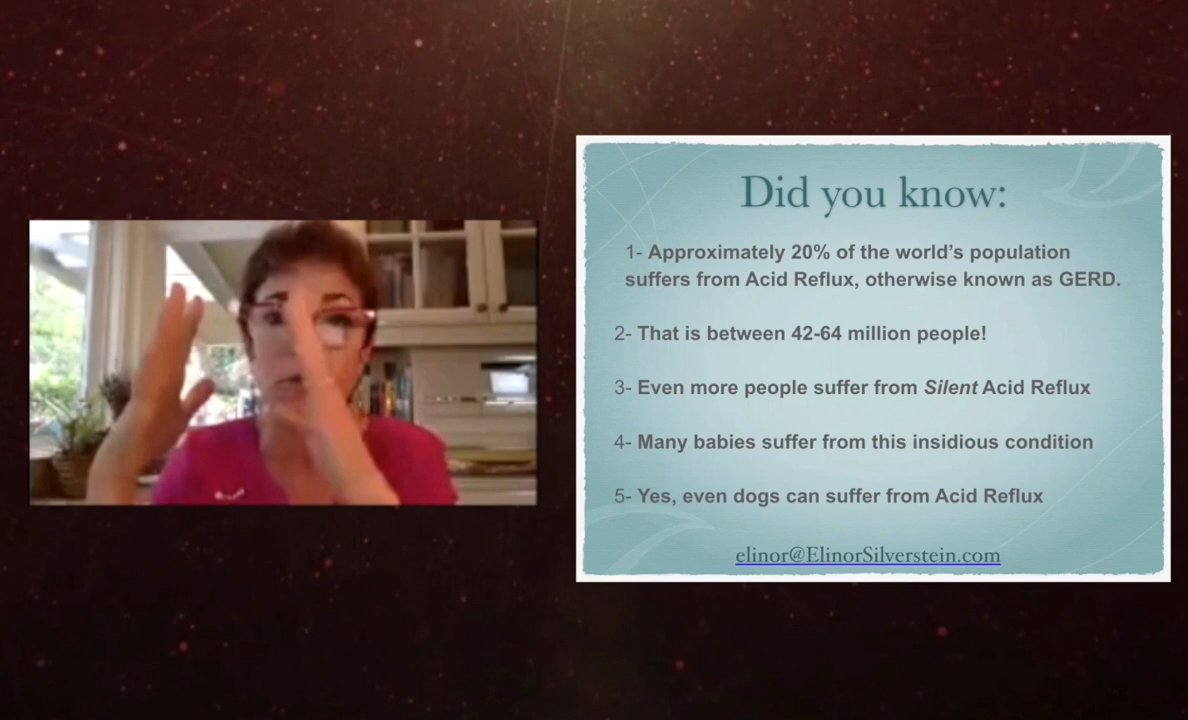 Did you know:
1- Approximately 20% of the world's population
suffers from Acid Reflux, otherwise known as GERD.
2- That is between 42-64 million people!
3- Even more people suffer from Silent Acid Reflux
4- Many babies suffer from this insidious condition
5- Yes, even dogs can suffer from Acid Reflux
elinor@ElinorSilverstein.com